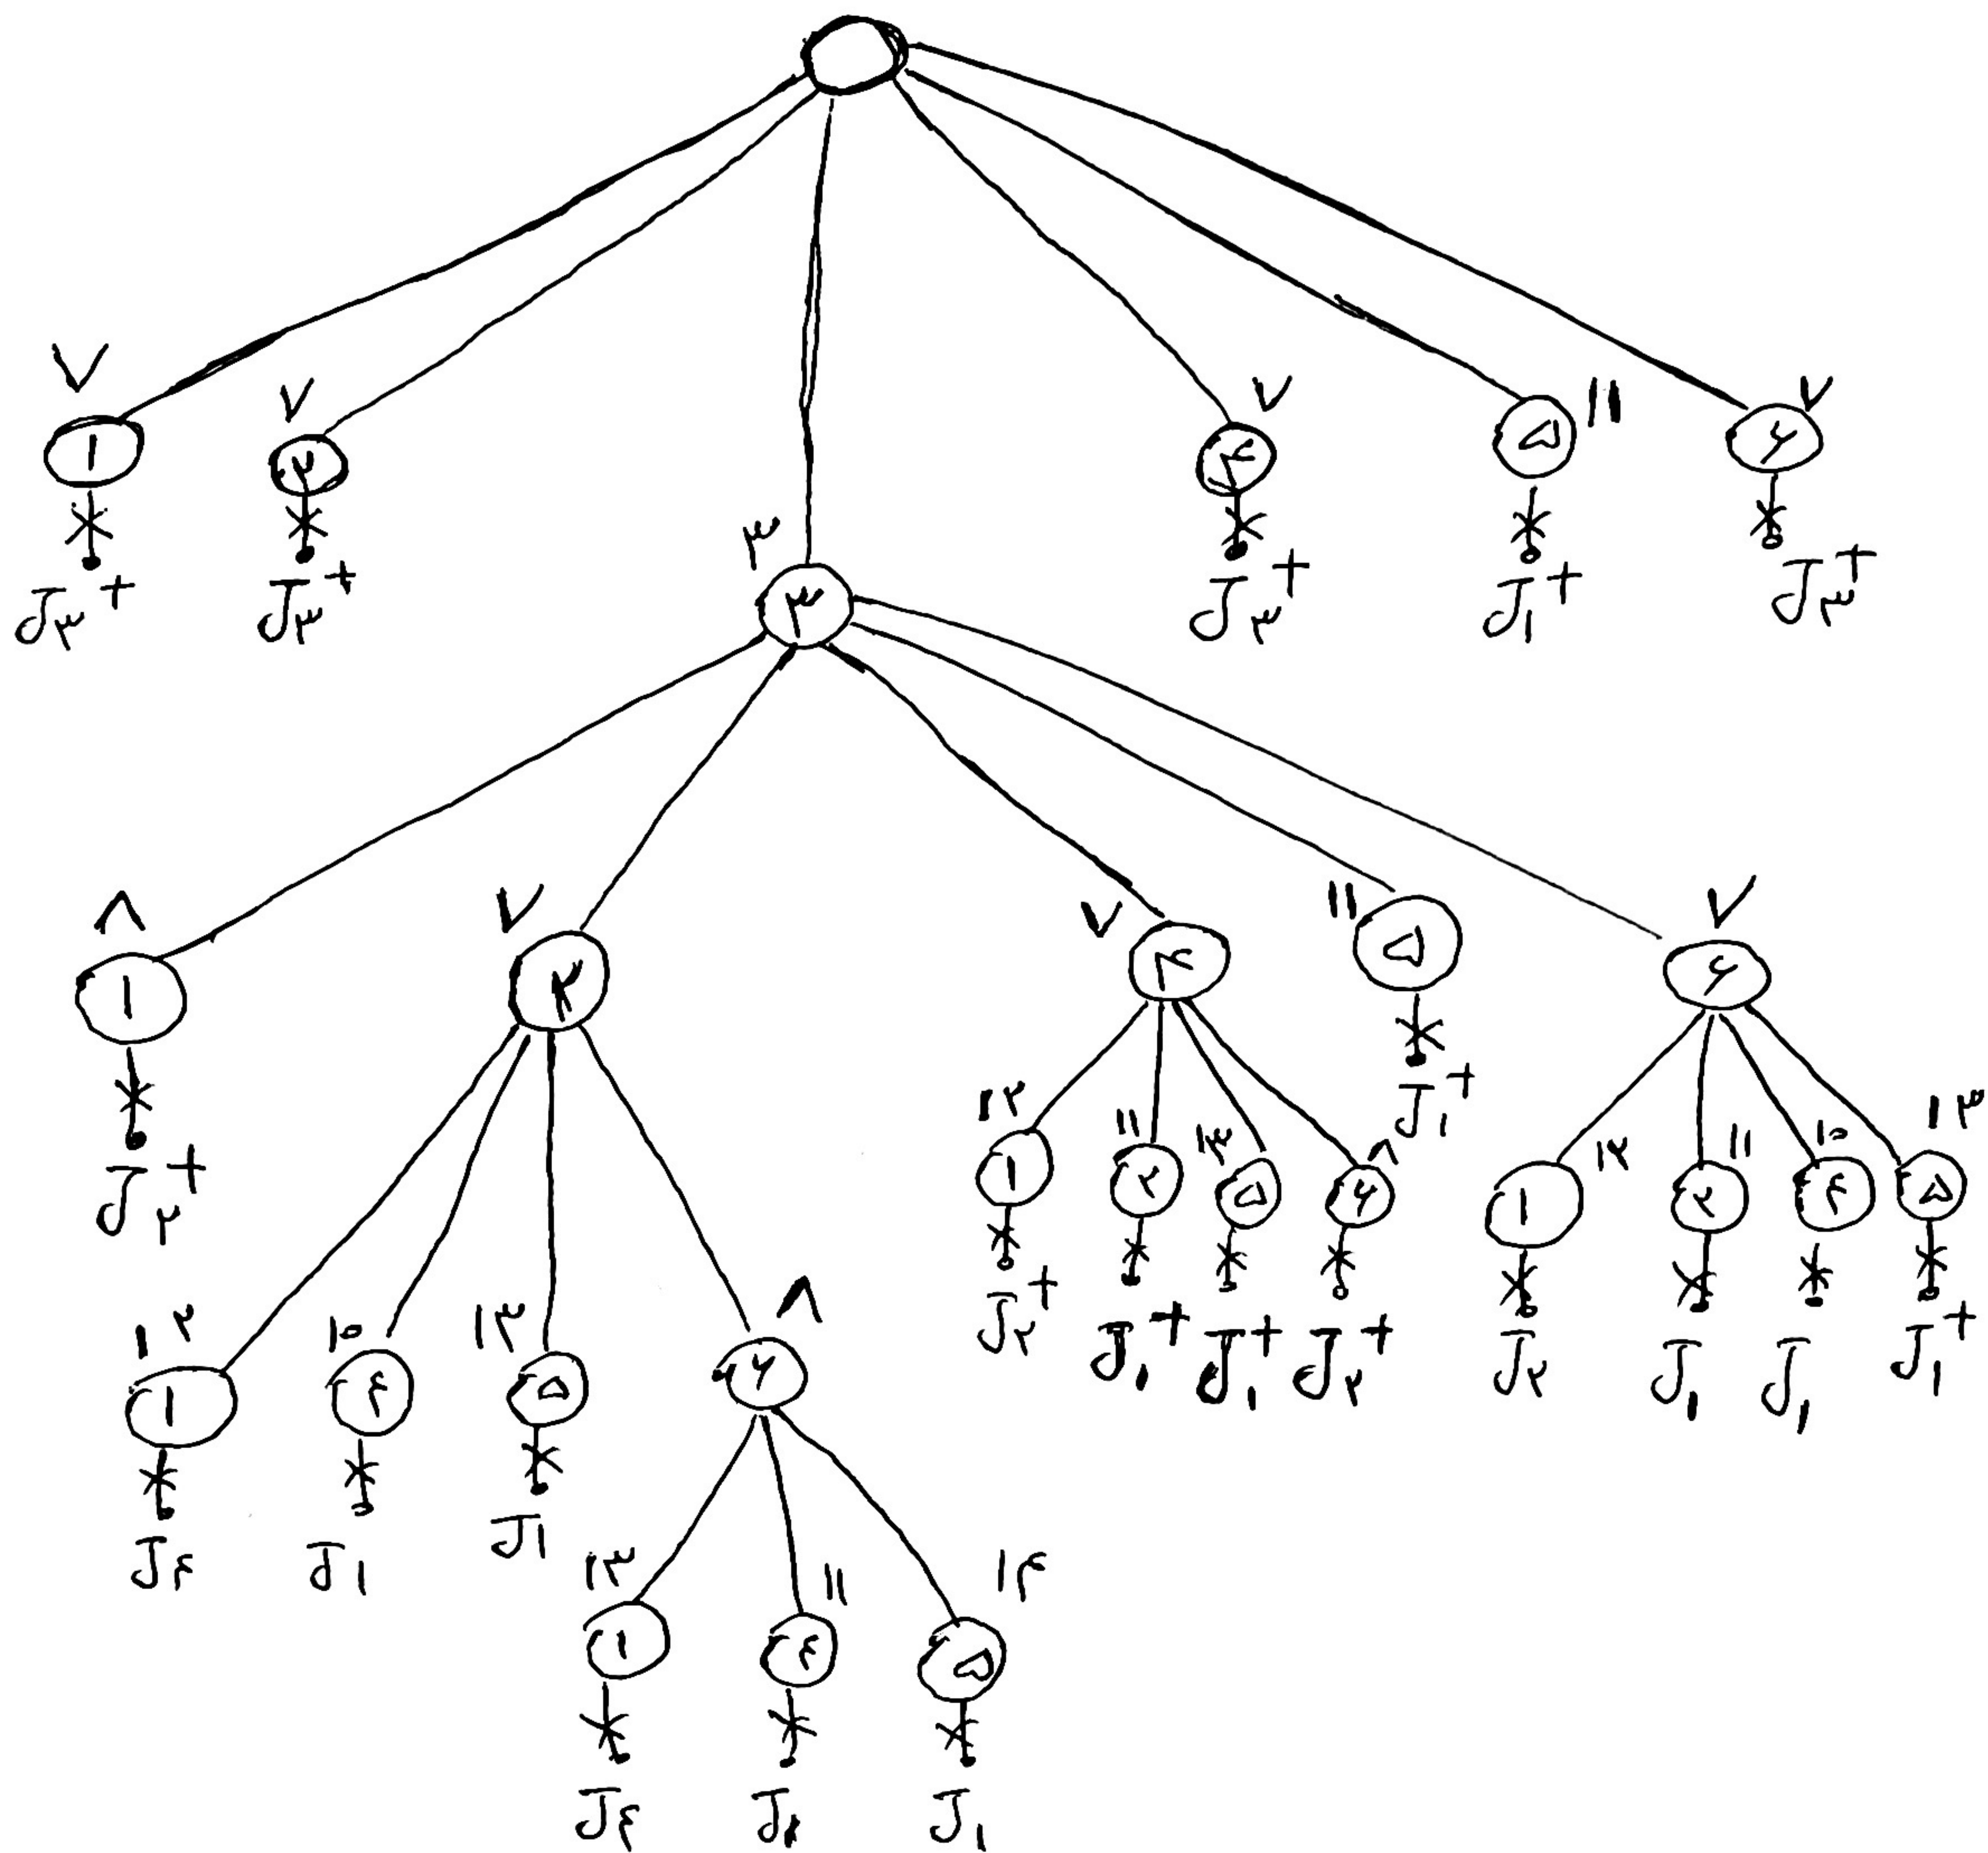 ۷ ۷ ۷ ۱۱ ۷
۱ ۲ ۴ ۵ ۶
J۳+ J۳+ J۳+ J۱+ J۳+
۳
۳
۸ ۷ ۷ ۱۱ ۷
۱ ۲ ۴ ۵ ۶
J۲+ J۱+
۱۲ ۱۱ ۱۳ ۸ ۱۲ ۱۱ ۱۰ ۱۳
۱ ۲ ۵ ۶ ۱ ۲ ۴ ۵
J۲+ J۱+ J۱+ J۲+ J۲ J۱ J۱ J۱+
۱۲ ۱۰ ۱۳ ۸
۱ ۴ ۵ ۶
J۴ J۱ J۱
۱۳ ۱۱ ۱۴
۱ ۴ ۵
J۴ J۱